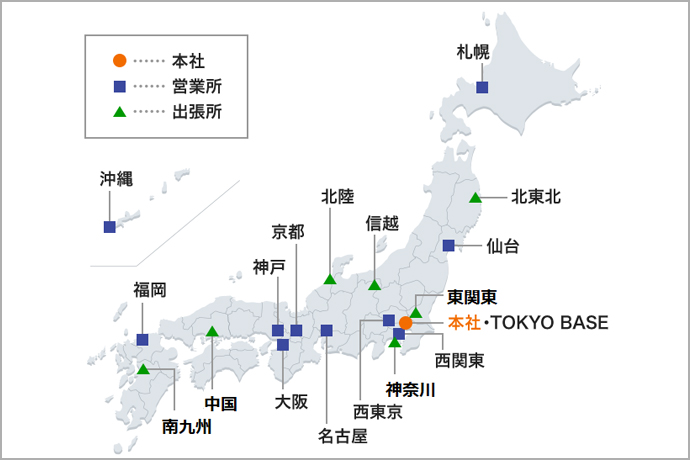 本社
営業所
出張所
札幌
沖縄
北陸
北東北
信越
京都
仙台
神戸
福岡
東関東
本社・TOKYO BASE
西関東
神奈川
大阪
中国
西東京
南九州
名古屋